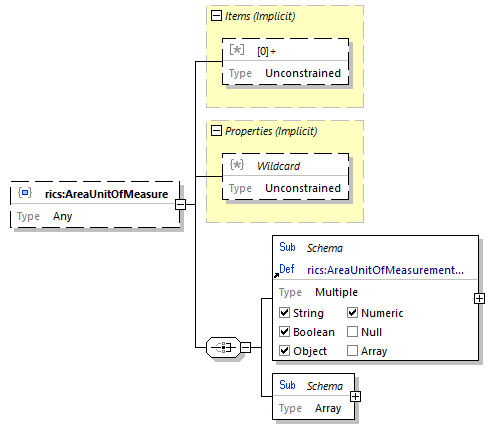 Items (Implicit)
[0]+
Type Unconstrained
Properties (Implicit)
Wildcard
Type Unconstrained
rics:AreaUnitOfMeasure
Type Any
Sub Schema
Def rics:AreaUnitOfMeasurement...
Type Multiple
String Numeric
Boolean Null
Object Array
Sub Schema
Type Array